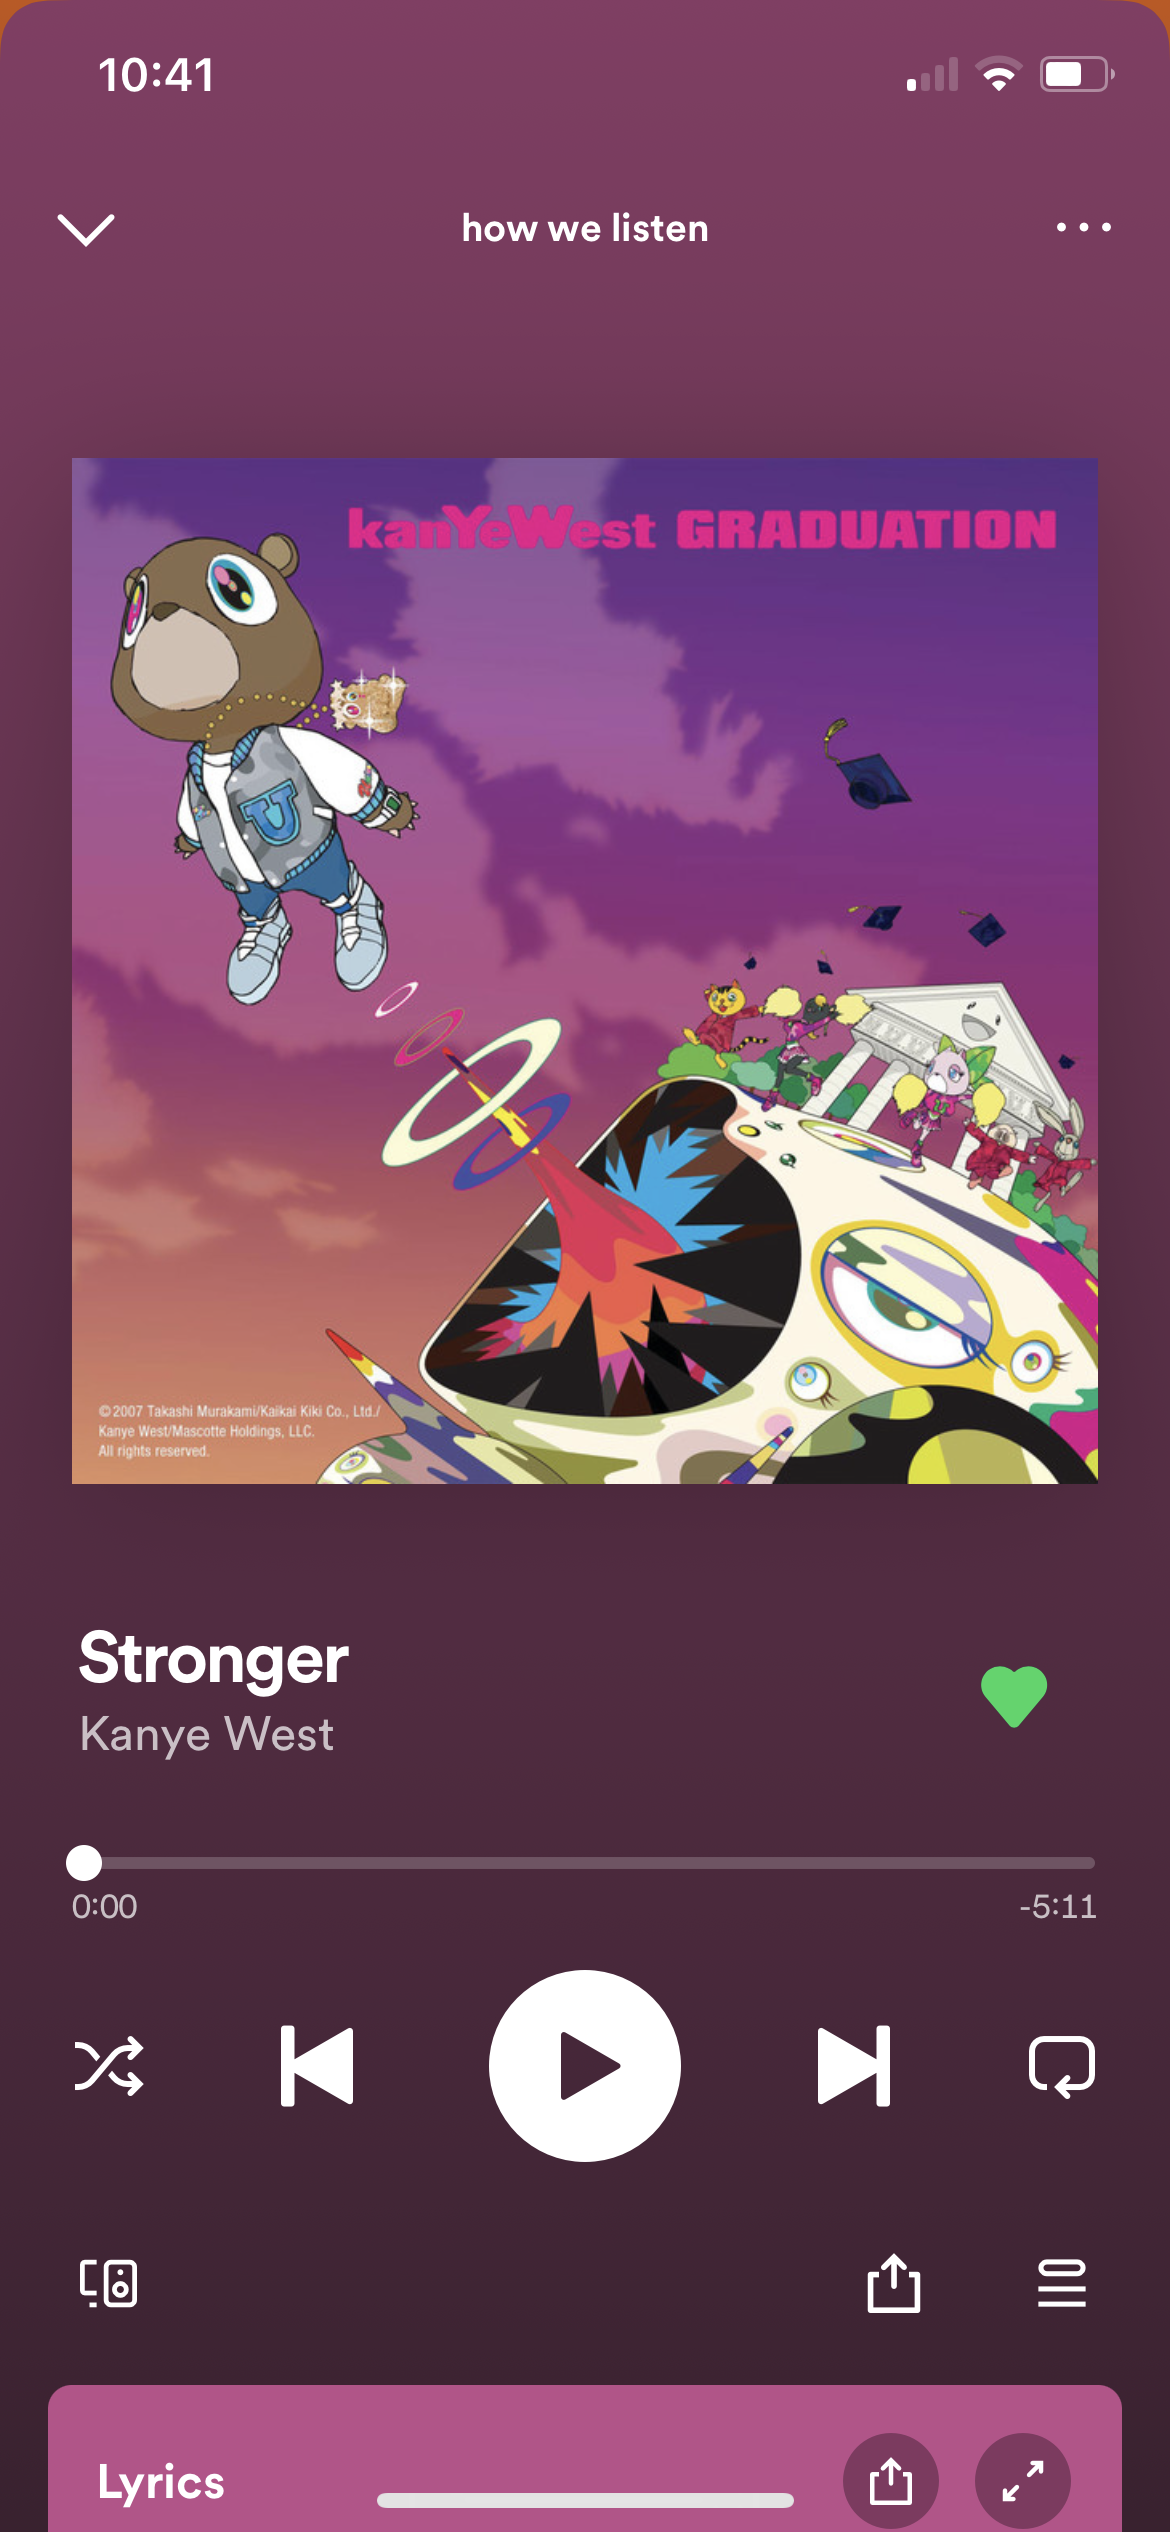 10:41
how we listen
kanYeWest GRADUATION
U
©2007 Takashi Murakami/Kaikai Kiki Co., Ltd./
Kanye West/Mascotte Holdings, LLC.
All rights reserved.
Stronger
Kanye West
0:00
-5:11
Lyrics